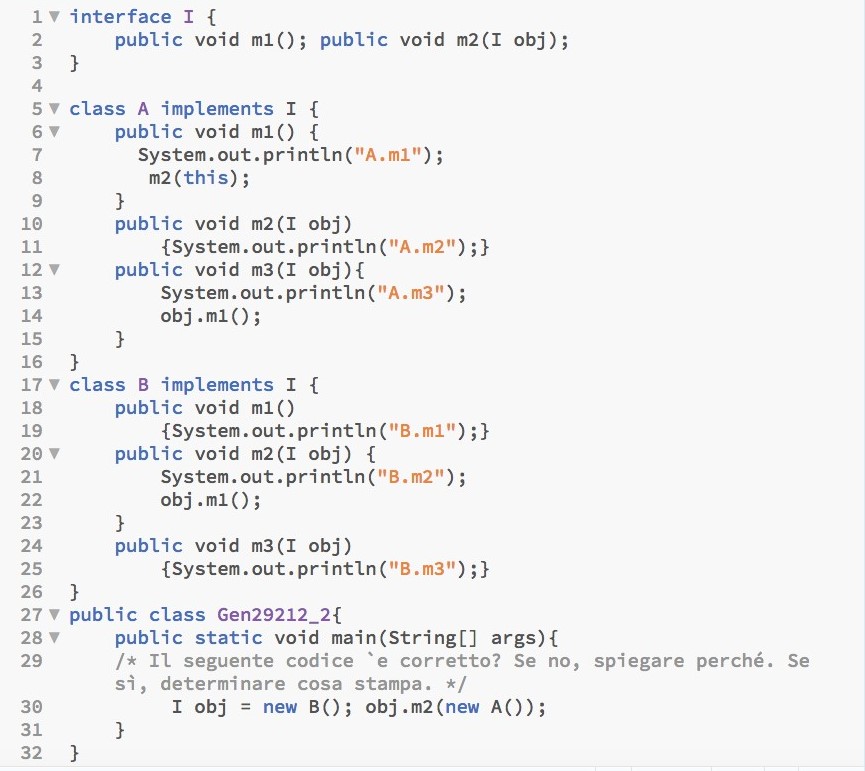 1 interface I {
2 public void m1(); public void m2(I obj);
3 }
4
5 class A implements I {
6 public void m1() {
7 System.out.println("A.m1");
8 m2(this);
9 }
10 public void m2(I obj)
11 {System.out.println("A.m2");}
12 public void m3(I obj){
13 System.out.println("A.m3");
14 obj.m1();
15 }
16 }
17 class B implements I {
18 public void m1()
19 {System.out.println("B.m1");}
20 public void m2(I obj) {
21 System.out.println("B.m2");
22 obj.m1();
23 }
24 public void m3(I obj)
25 {System.out.println("B.m3");}
26 }
27 public class Gen29212_2{
28 public static void main(String[] args){
29 /* Il seguente codice `e corretto? Se no, spiegare perché. Se
sì, determinare cosa stampa. */
30 I obj = new B(); obj.m2(new A());
31 }
32 }